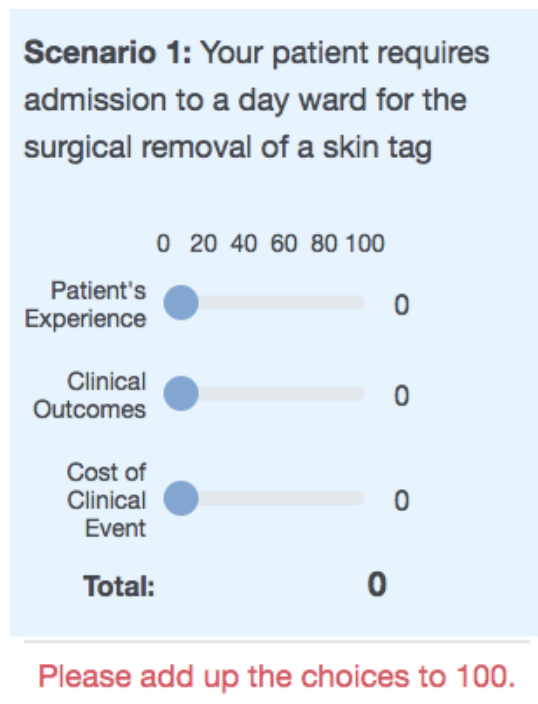 Scenario 1: Your patient requires
admission to a day ward for the
surgical removal of a skin tag
0 20 40 60 80 100
Patient's
Experience
0
Clinical
Outcomes
0
Cost of
Clinical
Event
0
Total: 0
Please add up the choices to 100.